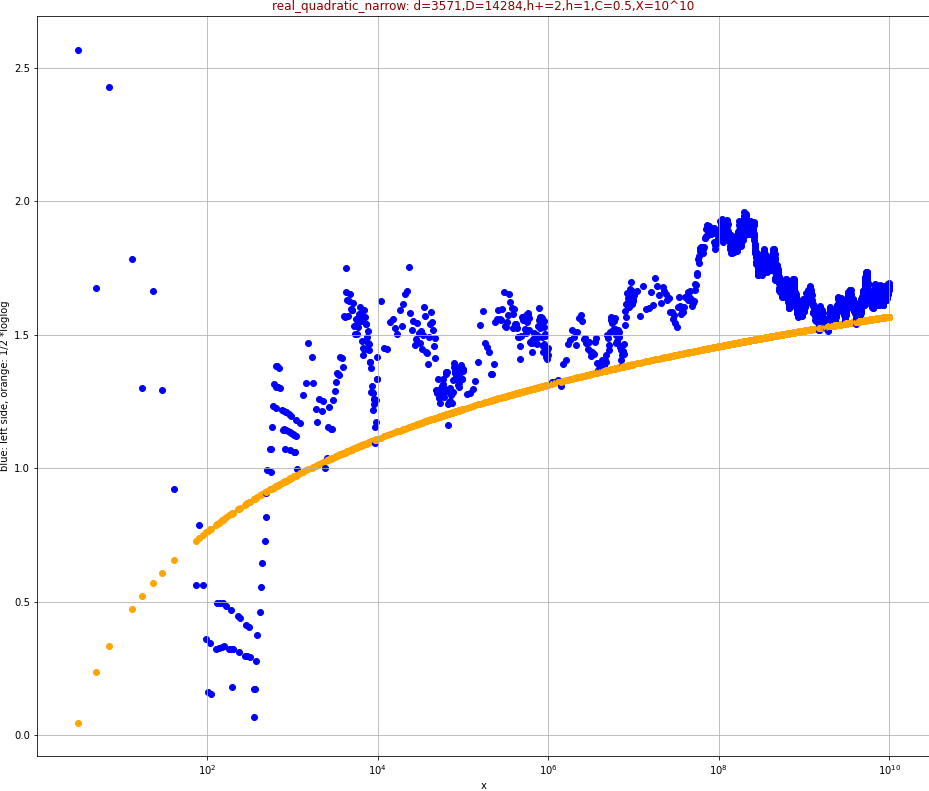 real_quadratic_narrow: d=3571,D=14284,h+=2,h=1,C=0.5,X=10^10
blue: left side, orange: 1/2 *loglog
2.5
2.0
1.5
1.0
0.5
0.0
10² 10⁴ 10⁶ 10⁸ 10¹⁰
x